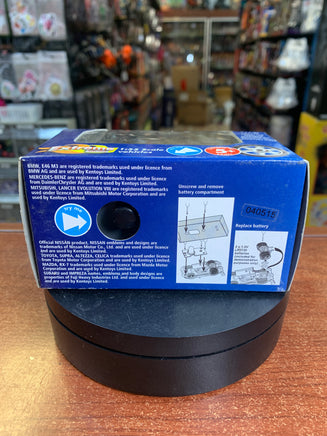 1:43 Scale
BMW, E46 M3 are registered trademarks used under licence from
BMW AG and are used by Kentoys Limited.
MERCEDES-BENZ are registered trademarks used under licence
from DaimlerChrysler AG and are used by Kentoys Limited.
MITSUBISHI, LANCER EVOLUTION VIII are registered trademarks
used under licence from Mitsubishi Motor Corporation and are
used by Kentoys Limited.
Official NISSAN product, NISSAN emblems and designs are
trademarks of Nissan Motor Co., Ltd. and are used under licence
by Kentoys Limited.
TOYOTA, SUPRA, ALTEZZA, CELICA trademarks used under licence
from Toyota Motor Corporation and are used by Kentoys Limited.
MAZDA, RX-7 trademarks used under licence from Mazda Motor
Corporation and are used by Kentoys Limited.
SUBARU and IMPREZA names, emblems and body designs are
properties of Fuji Heavy Industries Ltd. and used under licence
by Kentoys Limited.
Unscrew and remove
battery compartment
040515
Replace battery